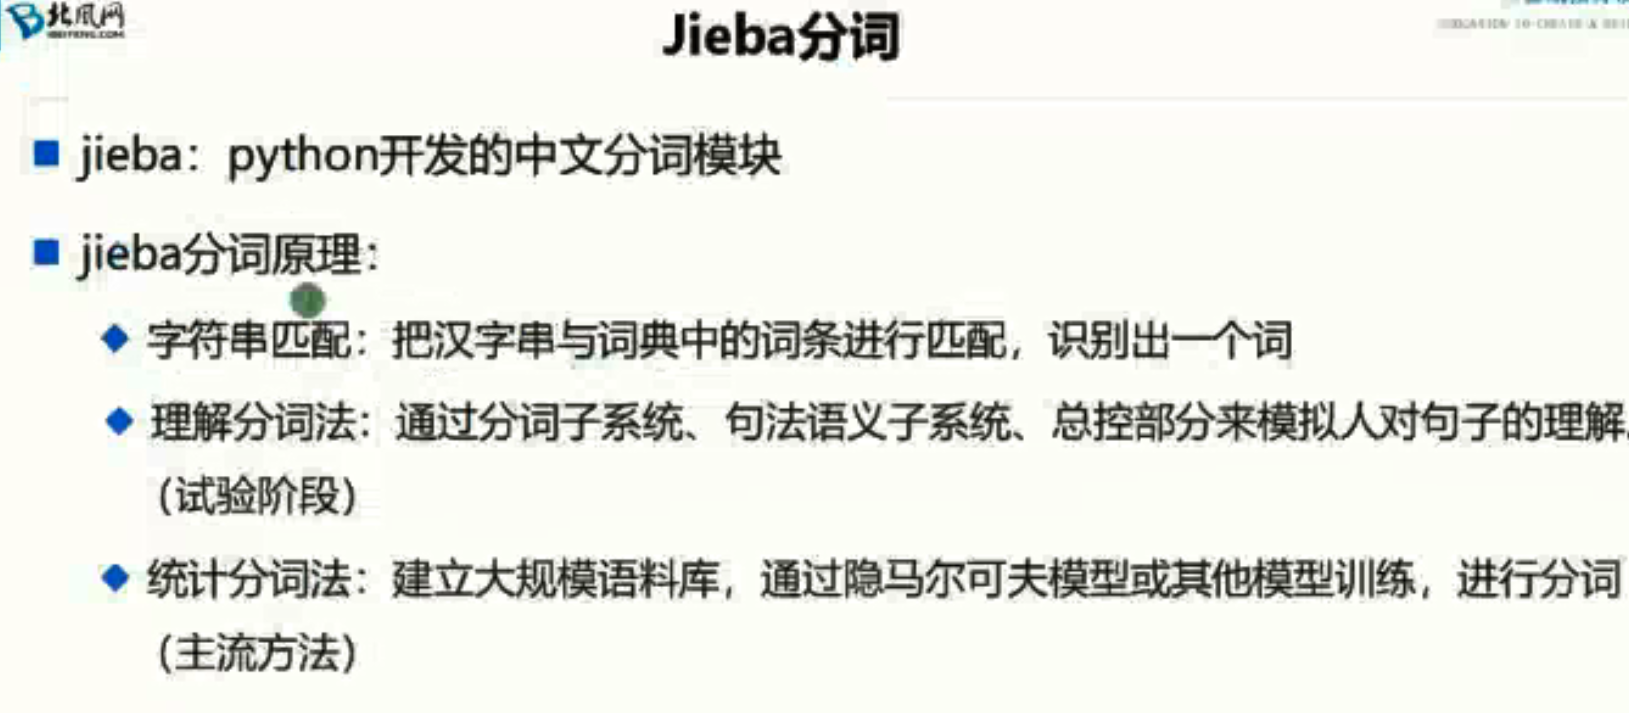 北风网
BEIFENG.COM
Jieba分词
jieba：python开发的中文分词模块
jieba分词原理：
字符串匹配：把汉字串与词典中的词条进行匹配，识别出一个词
理解分词法：通过分词子系统、句法语义子系统、总控部分来模拟人对句子的理解。
（试验阶段）
统计分词法：建立大规模语料库，通过隐马尔可夫模型或其他模型训练，进行分词
（主流方法）